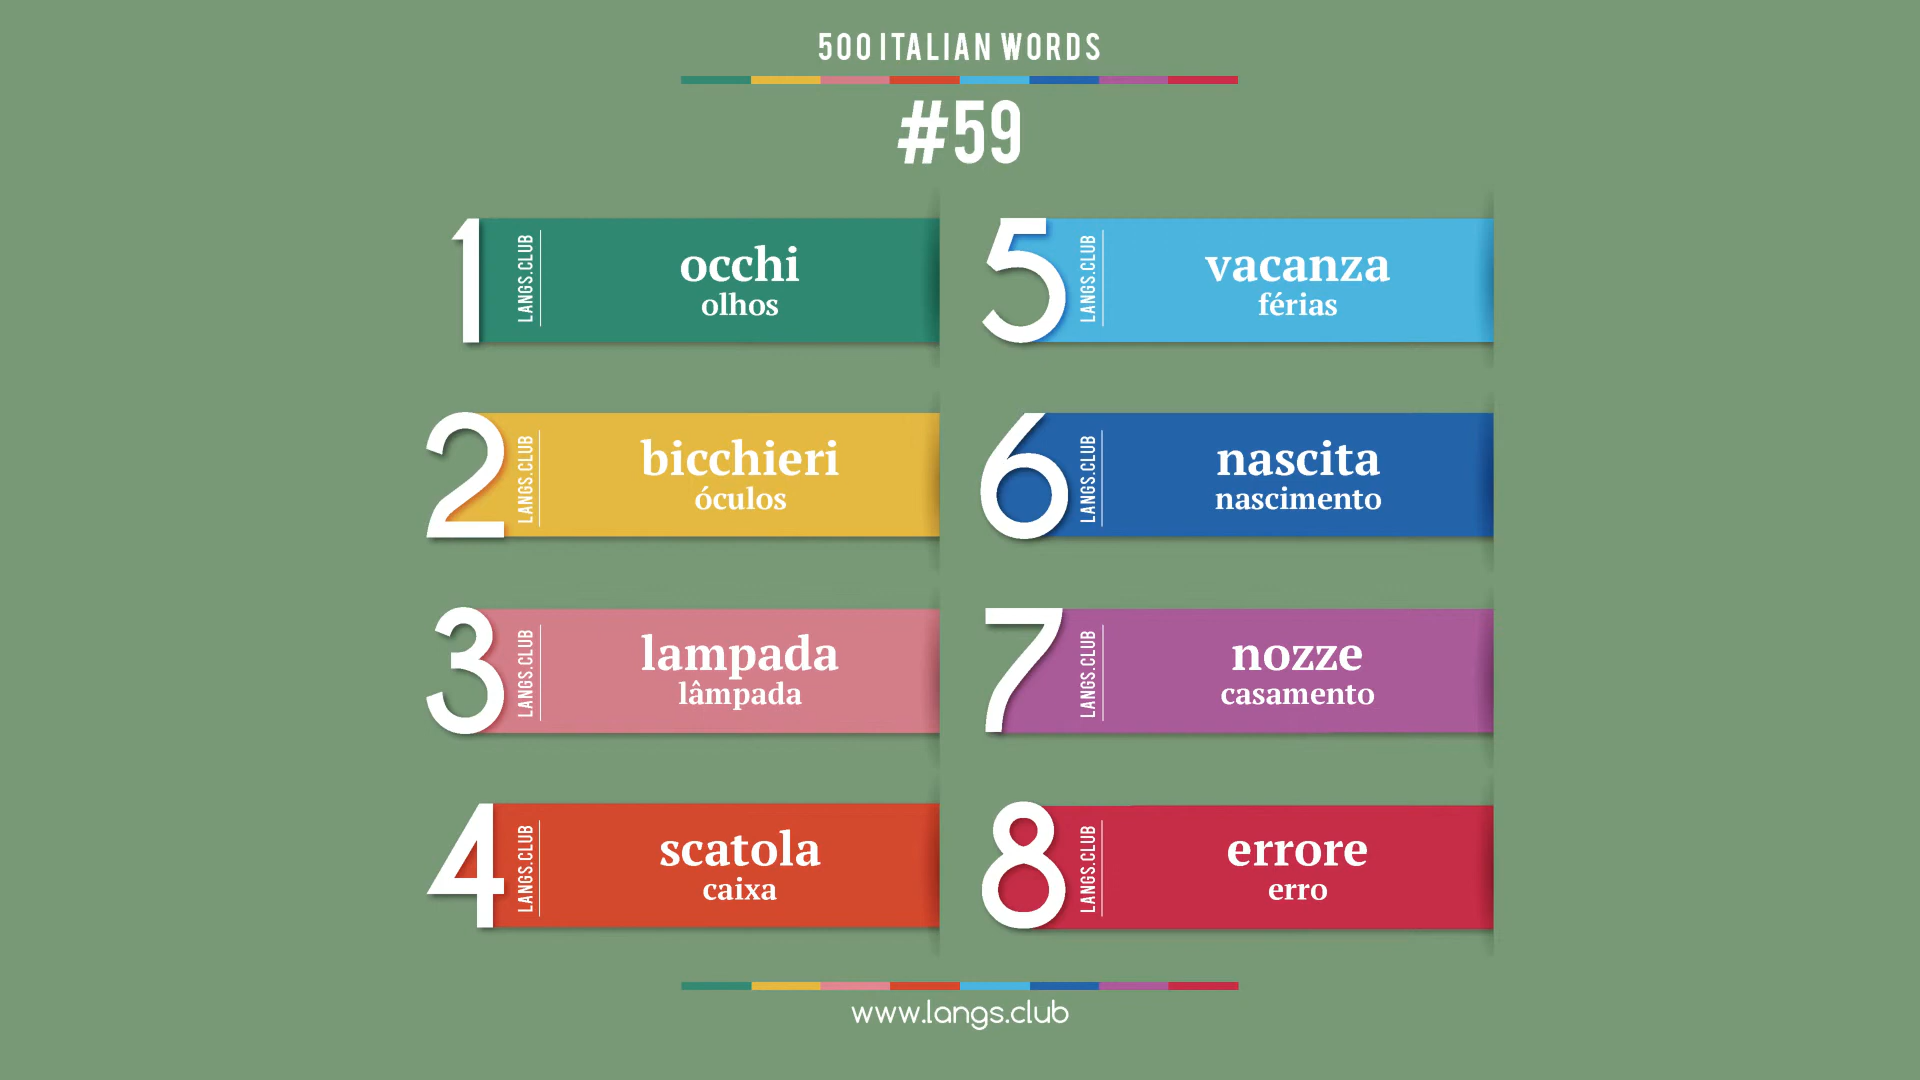 500 ITALIAN WORDS
#59
1
LANGS.CLUB
occhi
olhos
2
LANGS.CLUB
bicchieri
óculos
3
LANGS.CLUB
lampada
lâmpada
4
LANGS.CLUB
scatola
caixa
5
LANGS.CLUB
vacanza
férias
6
LANGS.CLUB
nascita
nascimento
7
LANGS.CLUB
nozze
casamento
8
LANGS.CLUB
errore
erro
www.langs.club